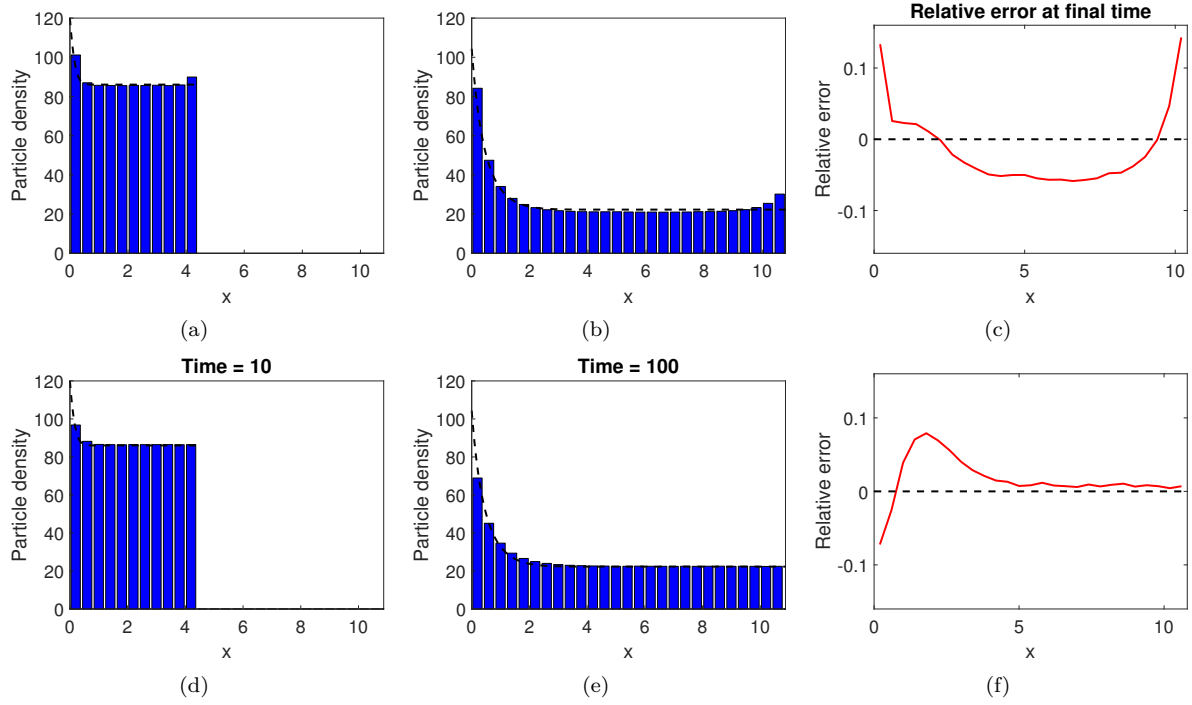 120
100
80
60
40
20
0
Particle density
0 2 4 6 8 10
x
(a)
120
100
80
60
40
20
0
Particle density
0 2 4 6 8 10
x
(b)
Relative error at final time
0.1
0
-0.1
Relative error
0 5 10
x
(c)
Time = 10
120
100
80
60
40
20
0
Particle density
0 2 4 6 8 10
x
(d)
Time = 100
120
100
80
60
40
20
0
Particle density
0 2 4 6 8 10
x
(e)
0.1
0
-0.1
Relative error
0 5 10
x
(f)